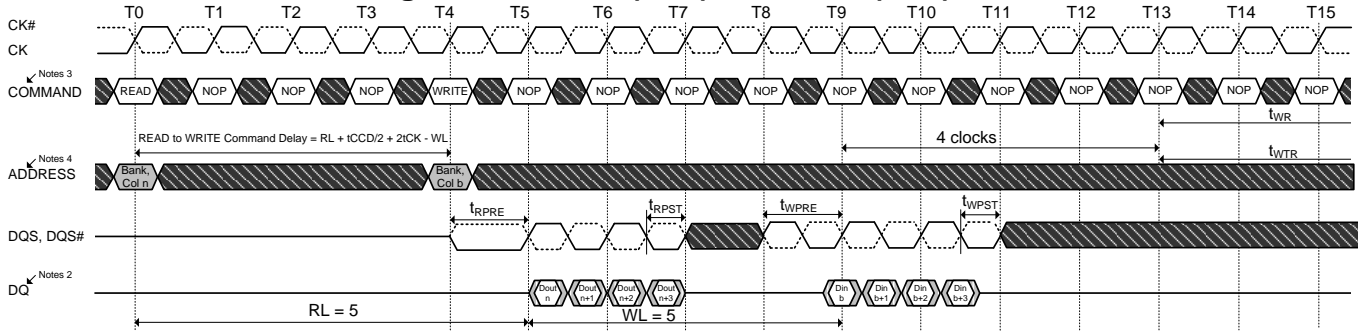 T0 T1 T2 T3 T4 T5 T6 T7 T8 T9 T10 T11 T12 T13 T14 T15
CK#
CK
Notes 3
COMMAND READ NOP NOP NOP WRITE NOP NOP NOP NOP NOP NOP NOP NOP NOP NOP NOP
tWR
READ to WRITE Command Delay = RL + tCCD/2 + 2tCK - WL
4 clocks
tWTR
Notes 4
ADDRESS
Bank, Col n
Bank, Col b
tRPRE tRPST tWPRE tWPST
DQS, DQS#
Notes 2
DQ
Dout n
Dout n+1
Dout n+2
Dout n+3
Din b
Din b+1
Din b+2
Din b+3
RL = 5 WL = 5